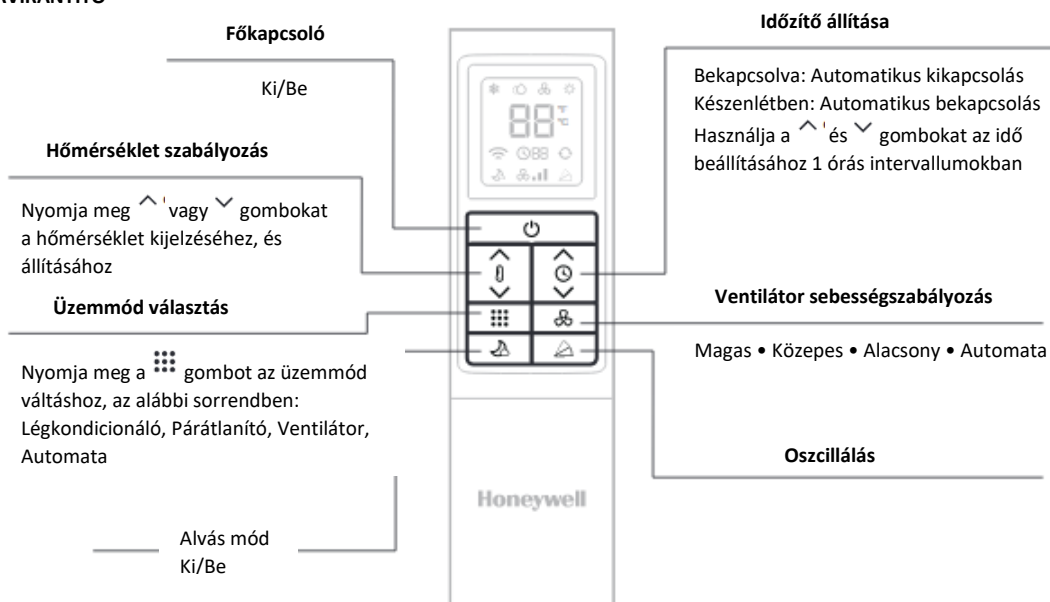 Főkapcsoló
Ki/Be
Hőmérséklet szabályozás
Nyomja meg ^ vagy ⌄ gombokat
a hőmérséklet kijelzéséhez, és
állításához
Üzemmód választás
Nyomja meg a gombot az üzemmód
váltáshoz, az alábbi sorrendben:
Légkondicionáló, Párátlanító, Ventilátor,
Automata
Alvás mód
Ki/Be
88 °F °C
88
Honeywell
Időzítő állítása
Bekapcsolva: Automatikus kikapcsolás
Készenlétben: Automatikus bekapcsolás
Használja a ^ és ⌄ gombokat az idő
beállításához 1 órás intervallumokban
Ventilátor sebességszabályozás
Magas • Közepes • Alacsony • Automata
Oszcillálás